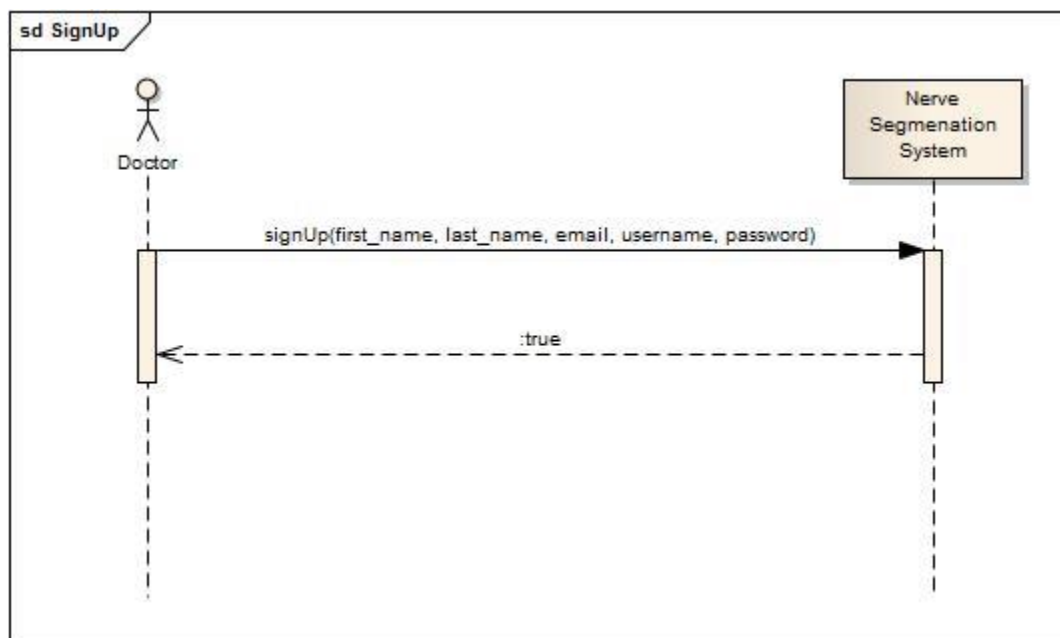 sd SignUp
Doctor
Nerve
Segmenation
System
signUp(first_name, last_name, email, username, password)
:true